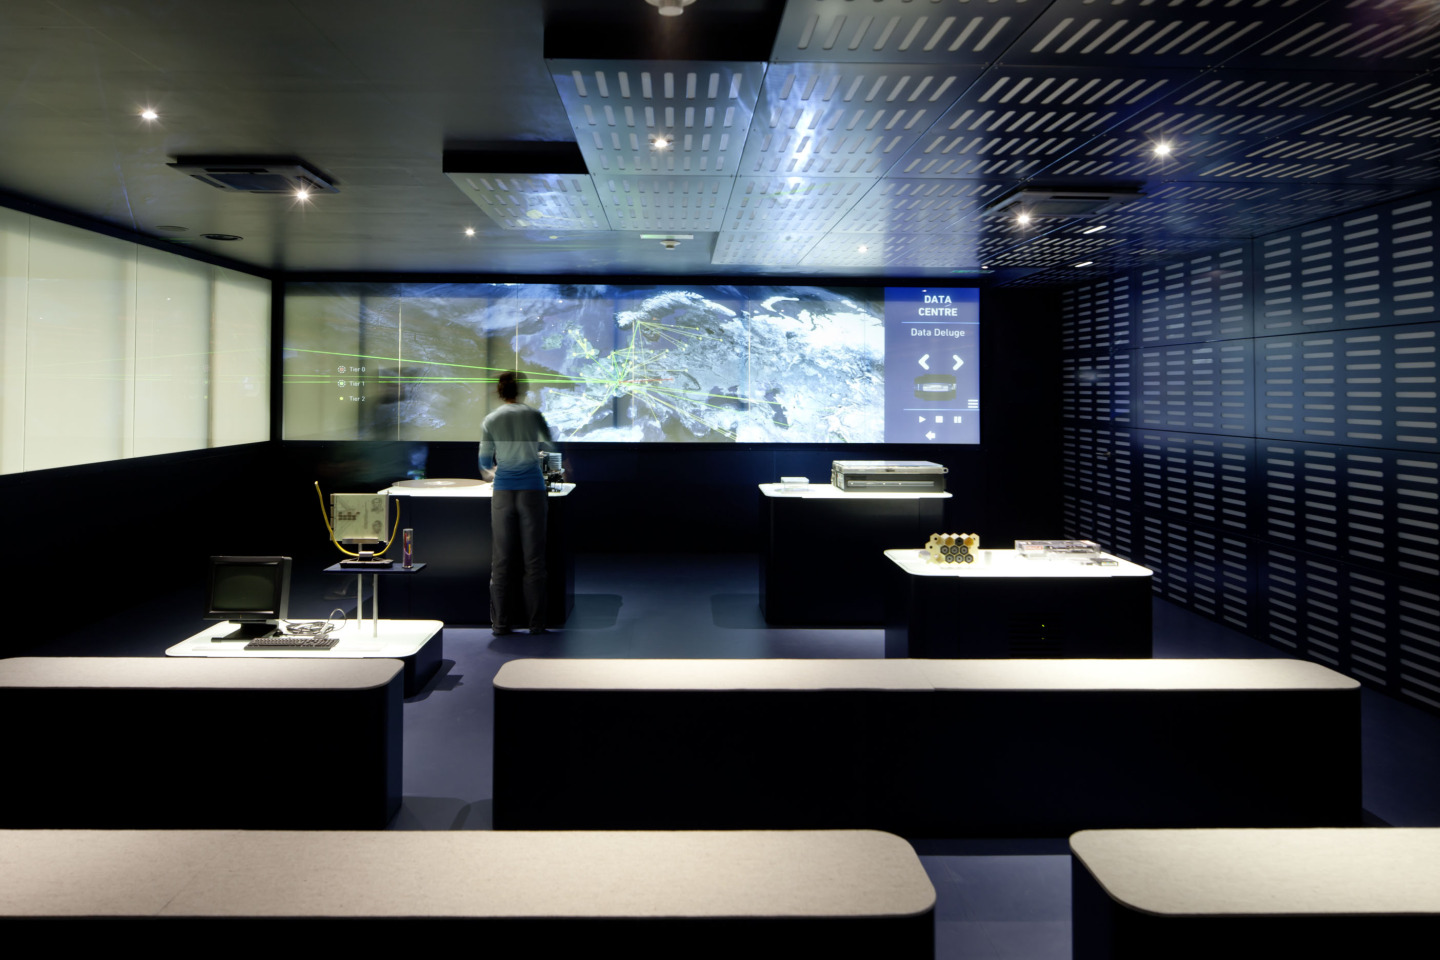 DATA
CENTRE
Data Deluge
Tier 0
Tier 1
Tier 2